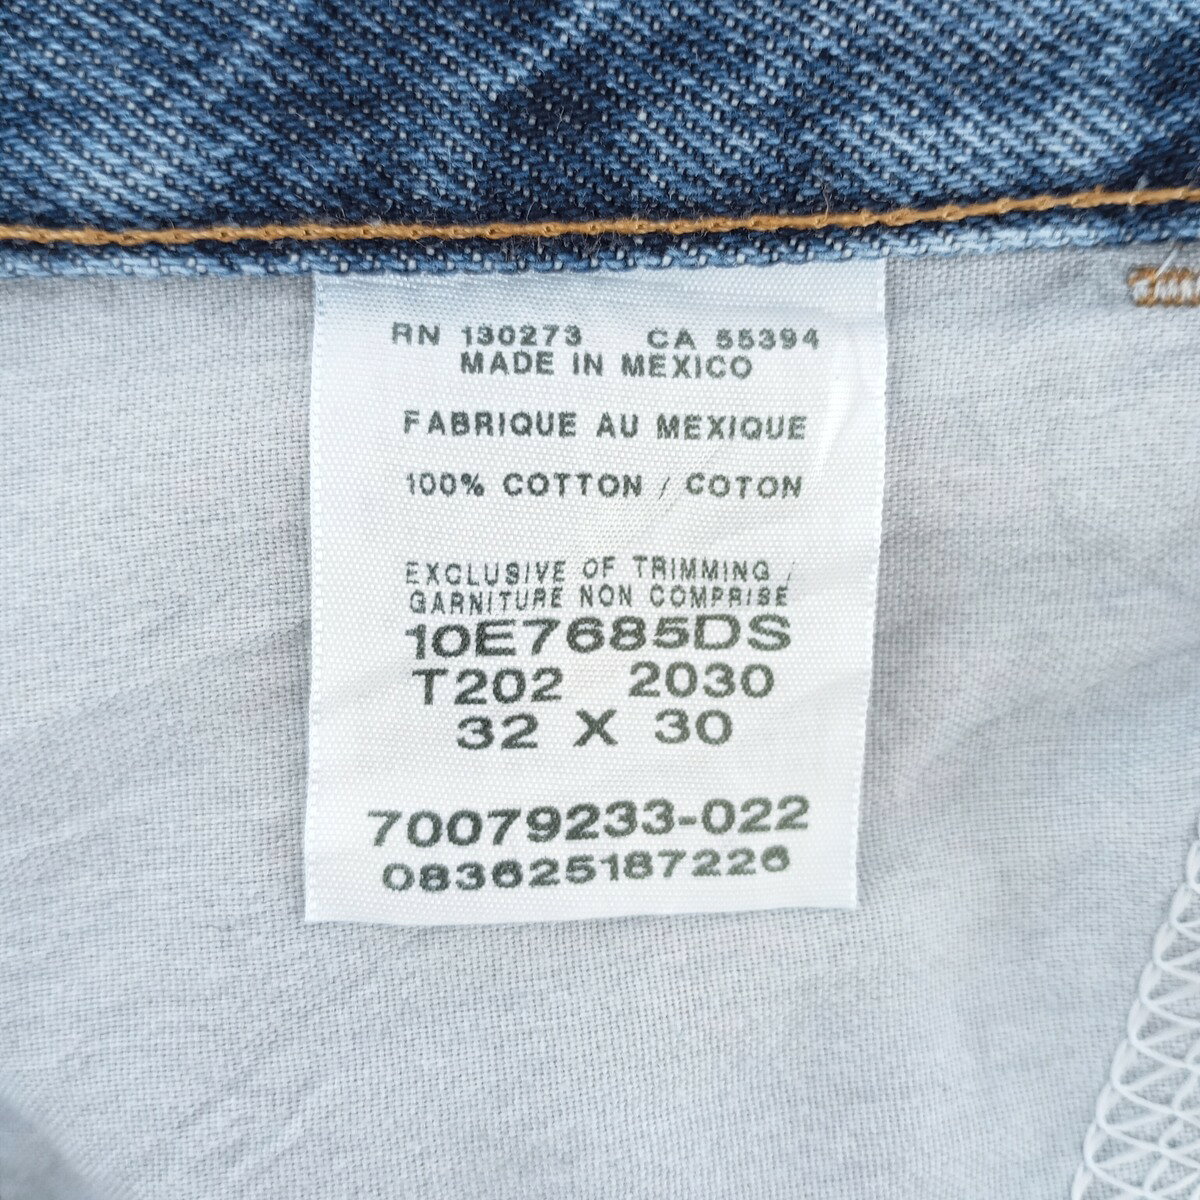 RN 130273 CA 55394
MADE IN MEXICO
FABRIQUE AU MEXIQUE
100% COTTON / COTON
EXCLUSIVE OF TRIMMING /
GARNITURE NON COMPRISE
10E7685DS
T202 2030
32 X 30
70079233-022
083625187226